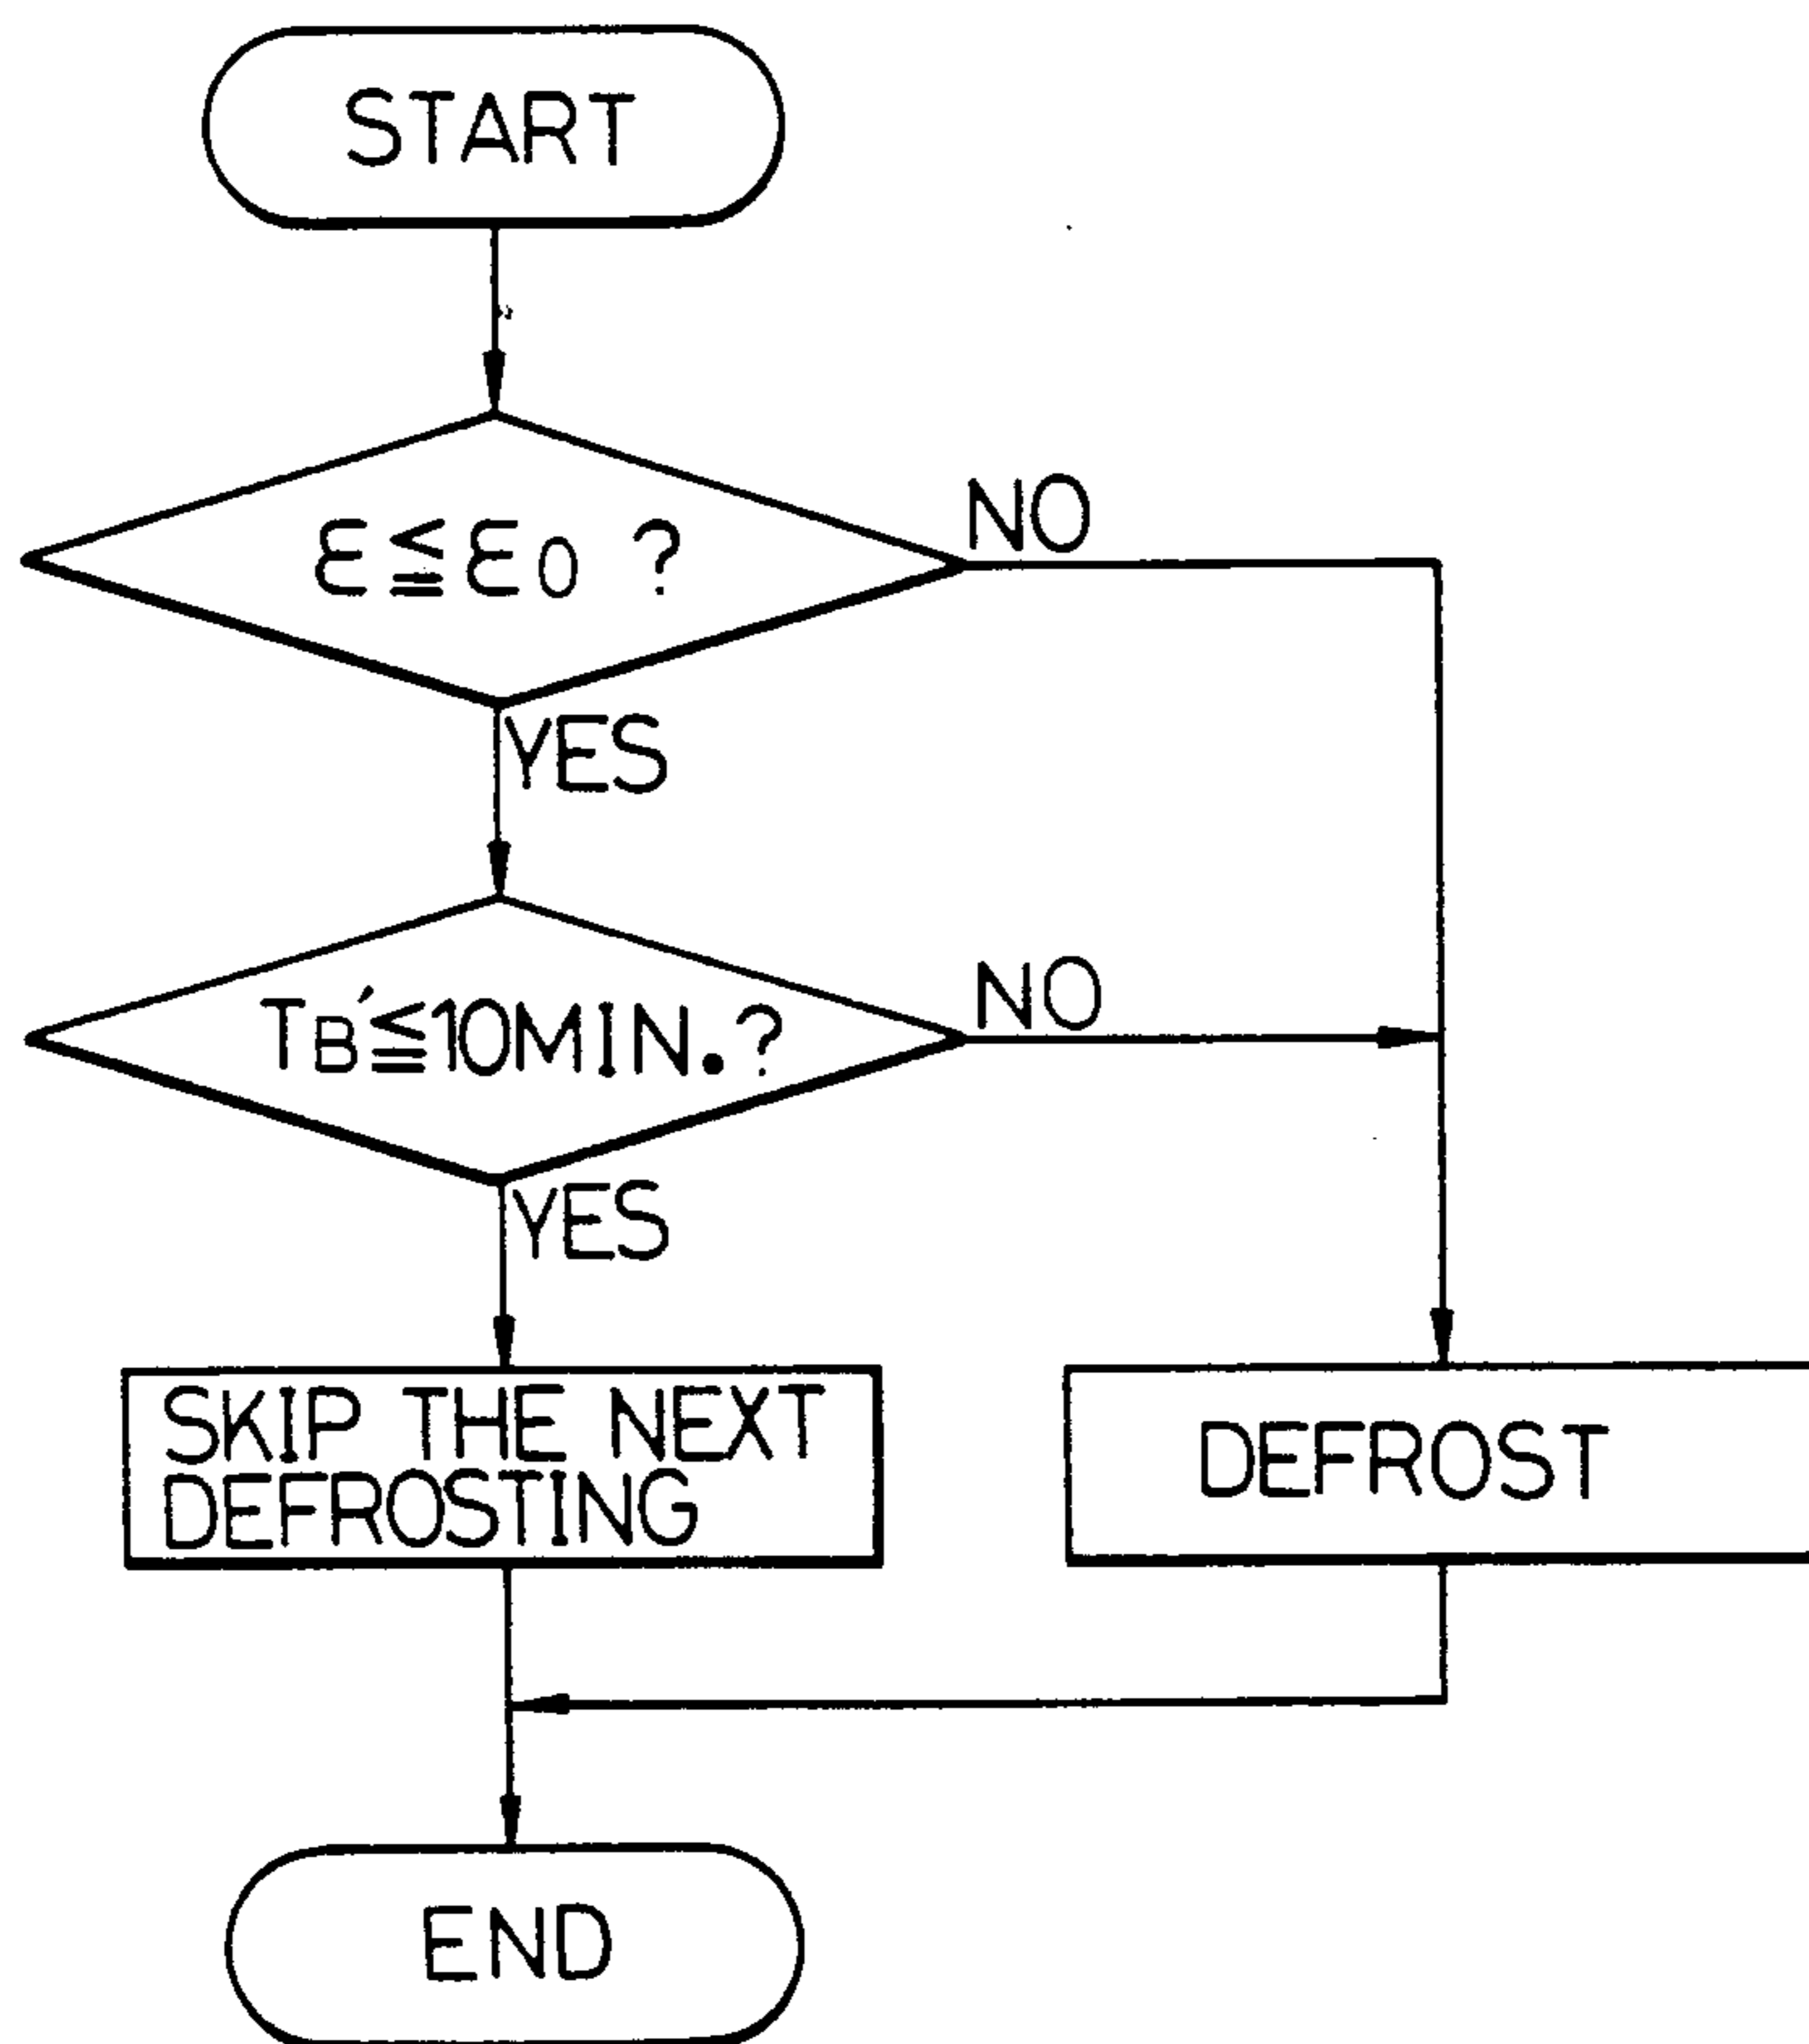 START
ε≦ε0 ?
NO
YES
TB'≦10MIN.?
NO
YES
SKIP THE NEXT
DEFROSTING
DEFROST
END